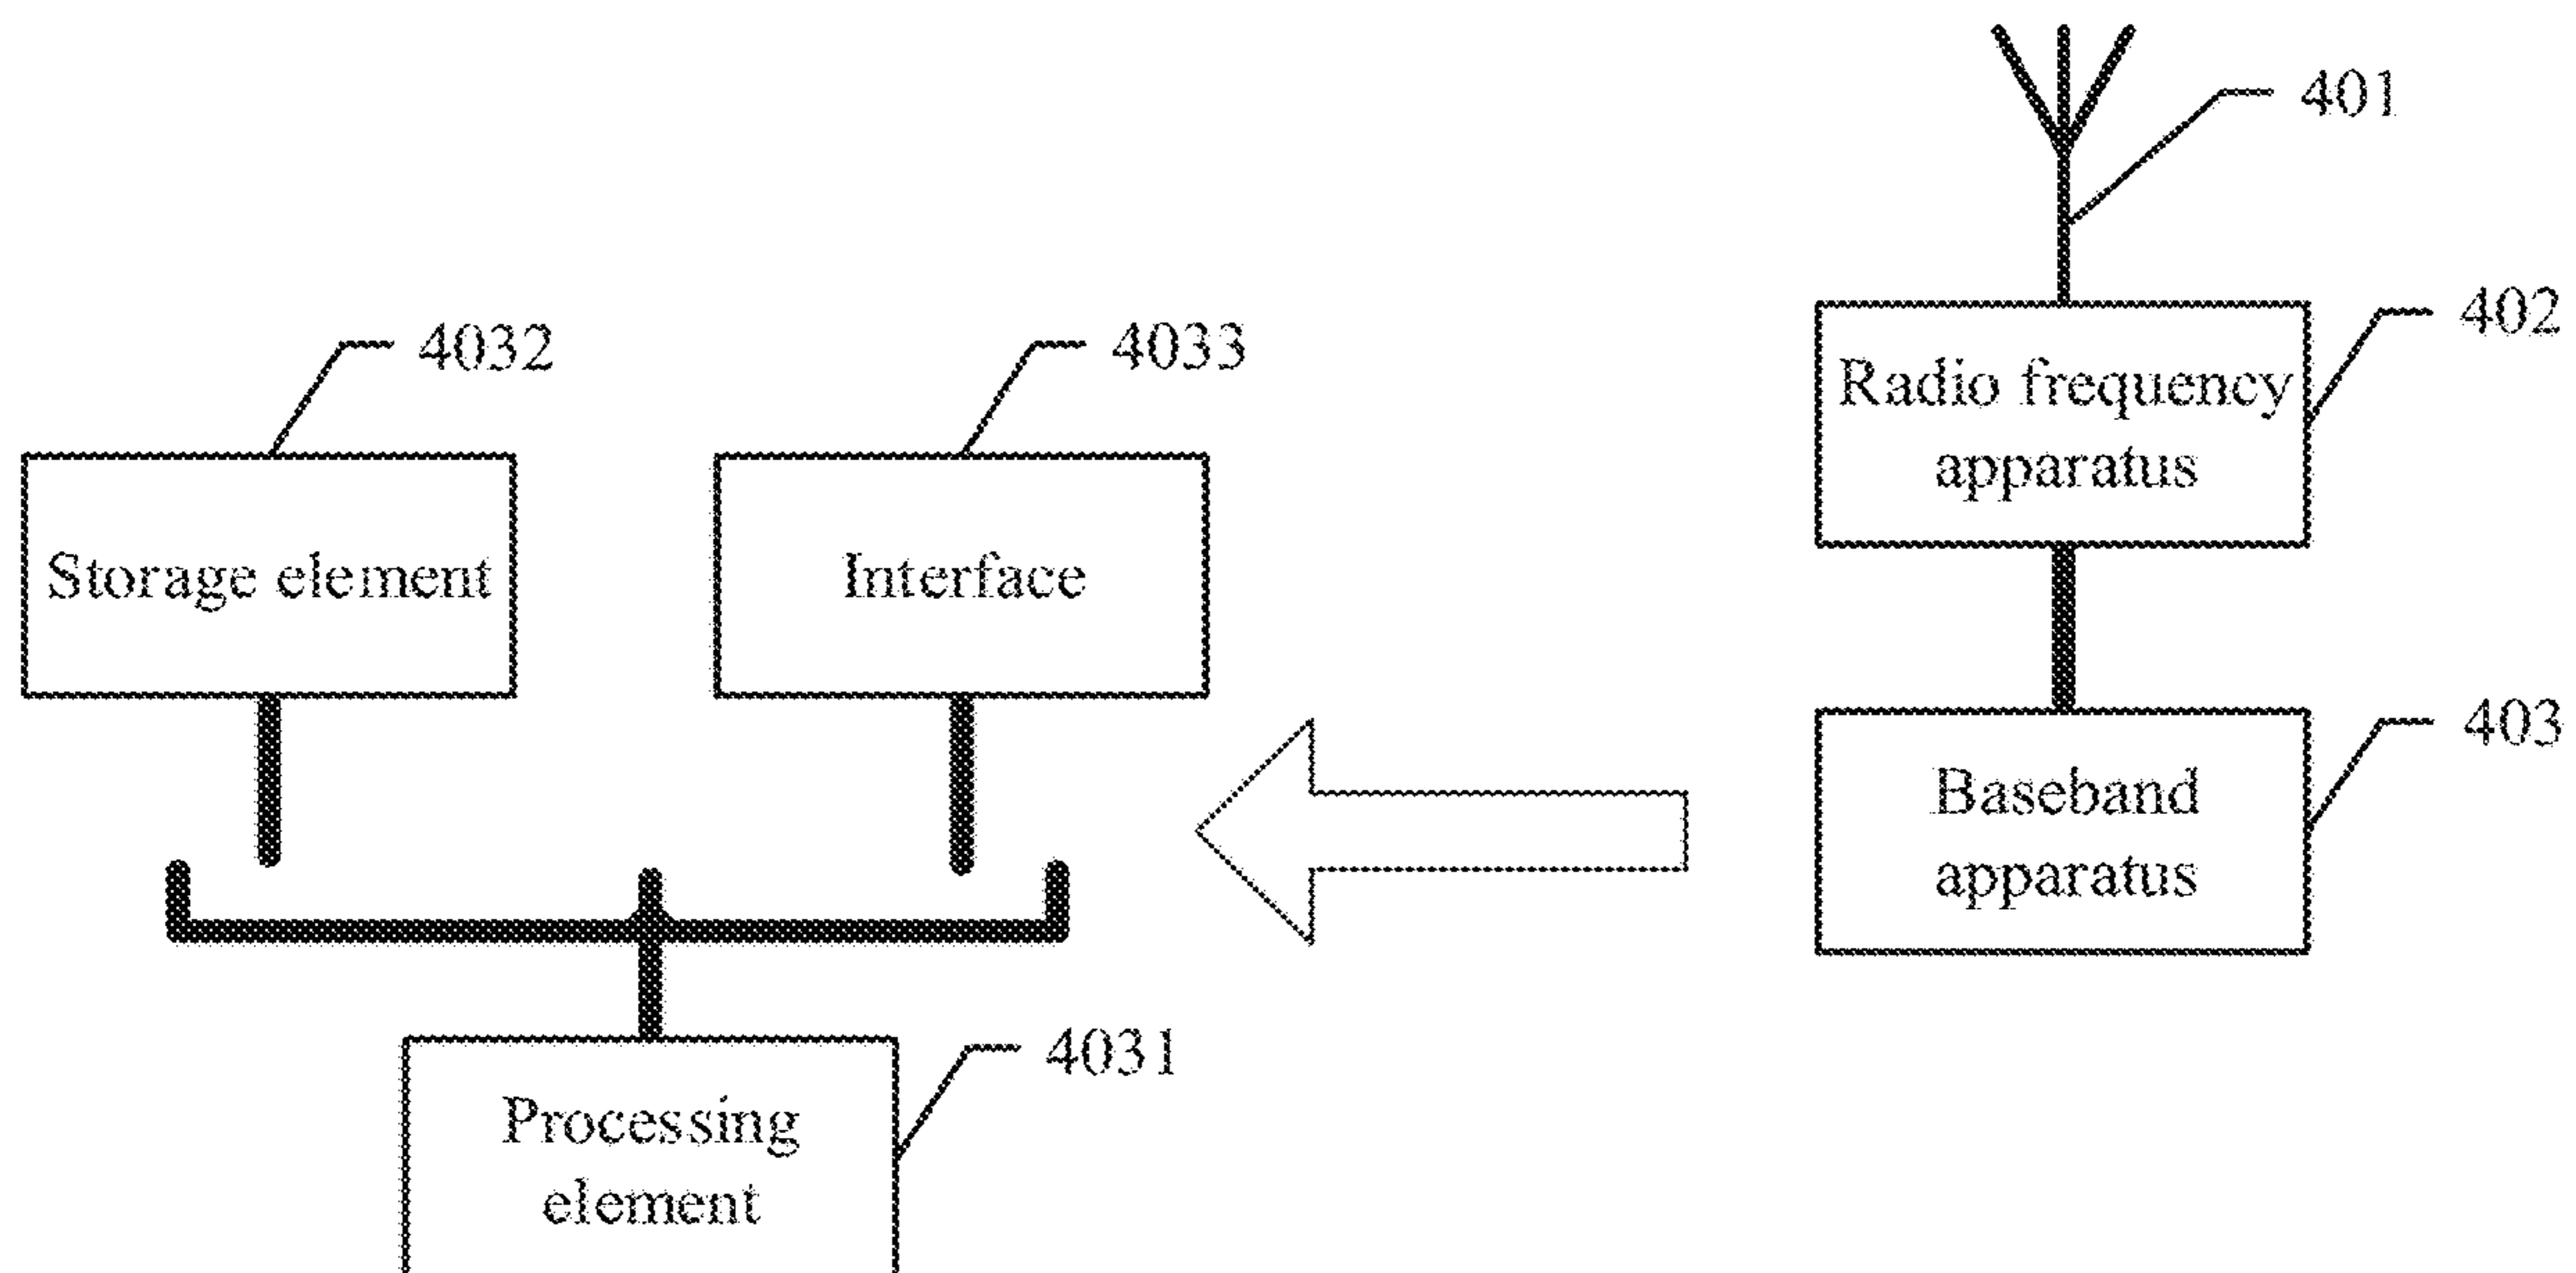 401
402
Radio frequency
apparatus
4032
4033
Storage element
Interface
403
Baseband
apparatus
4031
Processing
element